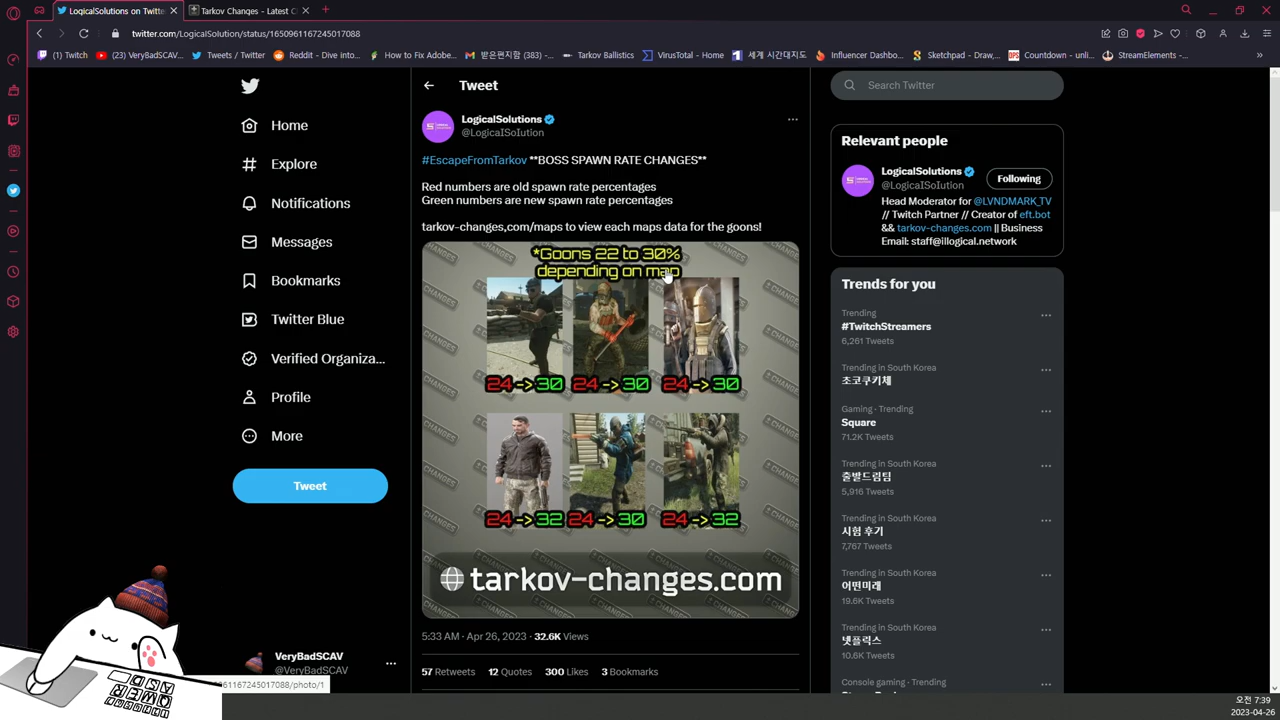 LogicalSolutions on Twitte
Tarkov Changes - Latest C
twitter.com/LogicalSolution/status/1650961167245017088
(1) Twitch
(23) VeryBadSCAV...
Tweets / Twitter
Reddit - Dive into...
How to Fix Adobe...
받은편지함 (383) -...
Tarkov Ballistics
VirusTotal - Home
세계 시간대지도
Influencer Dashbo...
Sketchpad - Draw,...
Countdown - unli...
StreamElements -...
Home
Explore
Notifications
Messages
Bookmarks
Twitter Blue
Verified Organiza...
Profile
More
Tweet
VeryBadSCAV
@VeryBadSCAV
61167245017088/photo/1
Tweet
LogicalSolutions
@LogicalSolution
#EscapeFromTarkov **BOSS SPAWN RATE CHANGES**
Red numbers are old spawn rate percentages
Green numbers are new spawn rate percentages
tarkov-changes,com/maps to view each maps data for the goons!
*Goons 22 to 30%
depending on map
24->30 24->30 24->30
24->32 24->30 24->32
tarkov-changes.com
5:33 AM · Apr 26, 2023 · 32.6K Views
57 Retweets 12 Quotes 300 Likes 3 Bookmarks
Search Twitter
Relevant people
LogicalSolutions
@LogicalSolution
Following
Head Moderator for @LVNDMARK_TV
// Twitch Partner // Creator of eft.bot
&& tarkov-changes.com || Business
Email: staff@illogical.network
Trends for you
Trending
#TwitchStreamers
6,261 Tweets
Trending in South Korea
초코쿠키체
Gaming · Trending
Square
71.2K Tweets
Trending in South Korea
출발드림팀
5,916 Tweets
Trending in South Korea
시험 후기
7,767 Tweets
Trending in South Korea
어떤미래
19.6K Tweets
Trending in South Korea
넷플릭스
10.6K Tweets
Console gaming · Trending
오전 7:39
2023-04-26